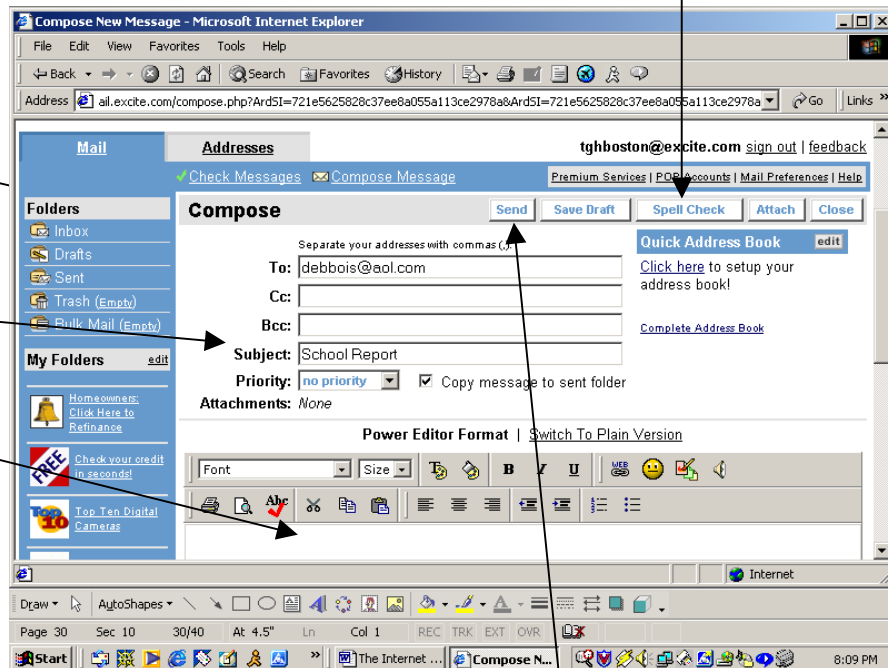 Compose New Message - Microsoft Internet Explorer
File Edit View Favorites Tools Help
Back Search Favorites History
Address ail.excite.com/compose.php?ArdSI=721e5625828c37ee8a055a113ce2978a&ArdSI=721e5625828c37ee8a055a113ce2978a Go Links »
Mail Addresses tghboston@excite.com sign out | feedback
Check Messages Compose Message Premium Services | POP Accounts | Mail Preferences | Help
Folders Compose Send Save Draft Spell Check Attach Close
Inbox
Separate your addresses with commas (,). Quick Address Book edit
Drafts
To: debbois@aol.com Click here to setup your
Sent
address book!
Cc:
Trash (Empty)
Bcc:
Bulk Mail (Empty) Complete Address Book
My Folders edit Subject: School Report
Priority: no priority Copy message to sent folder
Attachments: None
Homeowners:
Click Here to
Refinance
Power Editor Format | Switch To Plain Version
FREE Check your credit
in seconds!
Font Size B I U WEB
Top 10 Top Ten Digital
Cameras
Abc
Internet
Draw AutoShapes
Page 30 Sec 10 30/40 At 4.5" Ln Col 1 REC TRK EXT OVR
Start » The Internet ... Compose N... 8:09 PM